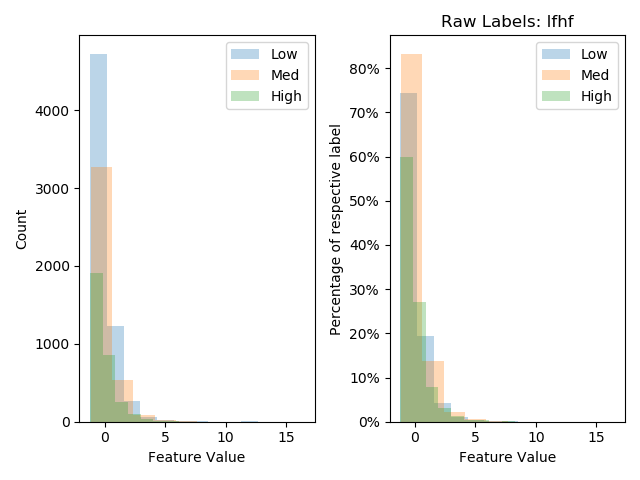 Low
Med
High
4000
3000
2000
1000
0
Count
0 5 10 15
Feature Value
Raw Labels: lfhf
Low
Med
High
80%
70%
60%
50%
40%
30%
20%
10%
0%
Percentage of respective label
0 5 10 15
Feature Value